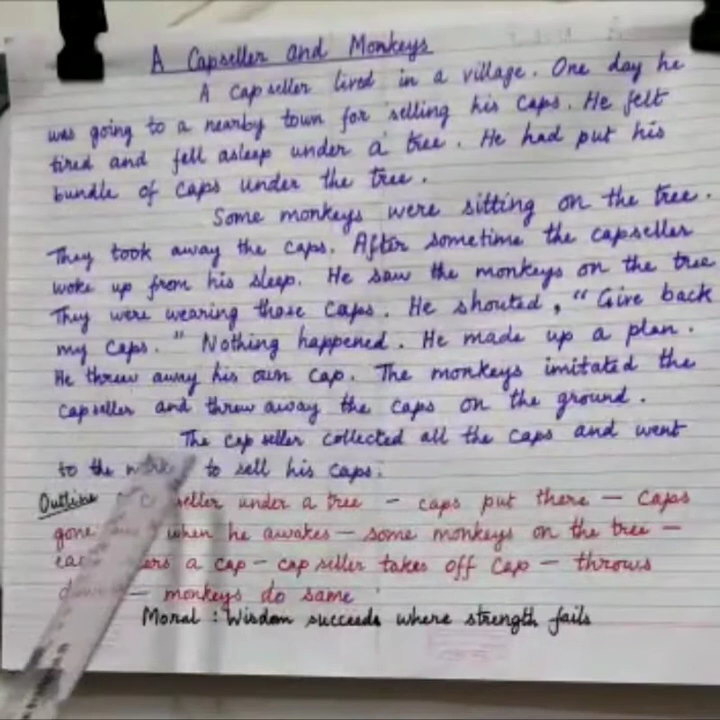 A Capseller and Monkeys
A Cap seller lived in a village. One day he
was going to a nearby town for selling his Caps. He felt
tired and fell asleep under a tree. He had put his
bundle of Caps under the tree.
Some monkeys were sitting on the tree.
They took away the caps. After sometime the capseller
woke up from his sleep. He saw the monkeys on the tree
They were wearing those Caps. He shouted, "Give back
my Caps." Nothing happened. He made up a plan.
He threw away his own Cap. The monkeys imitated the
Capseller and threw away the Caps on the ground.
The Cap seller collected all the Caps and went
to the to sell his Caps.
Outline seller under a tree - caps put there - Caps
gone when he awakes - some monkeys on the tree -
a cap - cap seller takes off Cap - throws
- monkeys do same
Moral : Wisdom succeeds where strength fails